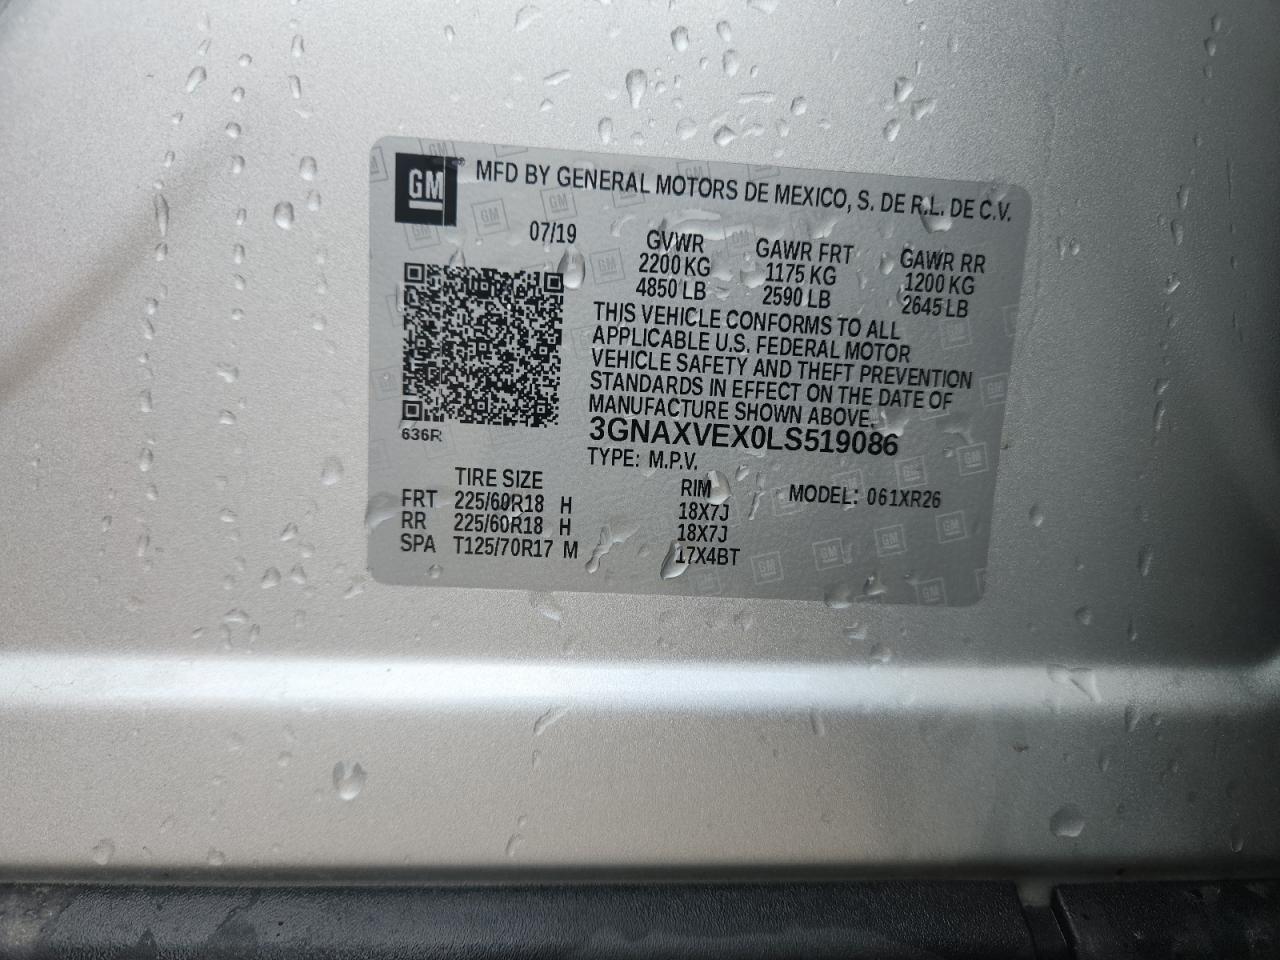 GM
MFD BY GENERAL MOTORS DE MEXICO, S. DE R.L. DE C.V.
07/19
GVWR GAWR FRT GAWR RR
2200 KG 1175 KG 1200 KG
4850 LB 2590 LB 2645 LB
THIS VEHICLE CONFORMS TO ALL
APPLICABLE U.S. FEDERAL MOTOR
VEHICLE SAFETY AND THEFT PREVENTION
STANDARDS IN EFFECT ON THE DATE OF
MANUFACTURE SHOWN ABOVE.
636R
3GNAXVEX0LS519086
TYPE: M.P.V.
TIRE SIZE RIM MODEL: 061XR26
FRT 225/60R18 H 18X7J
RR 225/60R18 H 18X7J
SPA T125/70R17 M 17X4BT